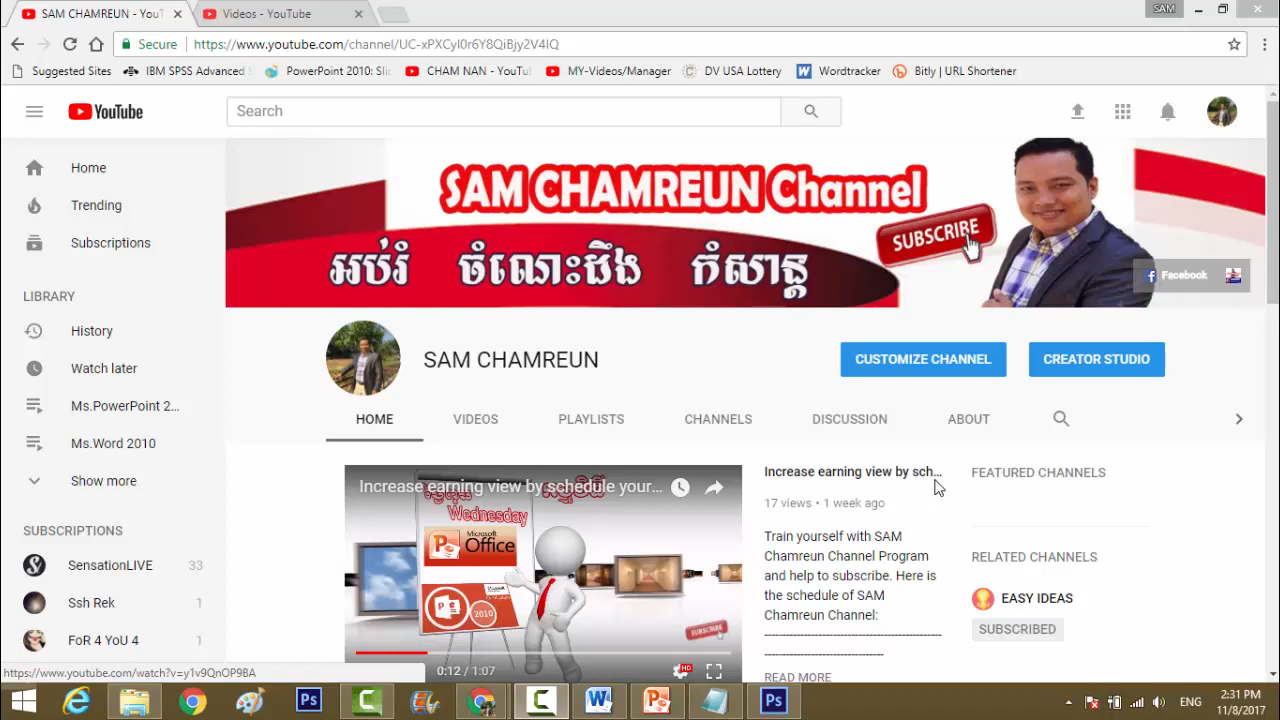 SAM CHAMREUN - YouT
Videos - YouTube
SAM
Secure
https://www.youtube.com/channel/UC-xPXCyI0r6Y8QiBjy2V4lQ
Suggested Sites
IBM SPSS Advanced
PowerPoint 2010: Slic
CHAM NAN - YouTu
MY-Videos/Manager
DV USA Lottery
Wordtracker
Bitly | URL Shortener
YouTube
Search
Home
Trending
Subscriptions
LIBRARY
History
Watch later
Ms.PowerPoint 2...
Ms.Word 2010
Show more
SUBSCRIPTIONS
SensationLIVE 33
Ssh Rek 1
FoR 4 YoU 4 1
https://www.youtube.com/watch?v=y1v9QnOP9BA
SAM CHAMREUN Channel
SUBSCRIBE
អប់រំ ចំណេះដឹង កំសាន្ត
Facebook
SAM CHAMREUN
CUSTOMIZE CHANNEL
CREATOR STUDIO
HOME VIDEOS PLAYLISTS CHANNELS DISCUSSION ABOUT
Increase earning view by schedule your...
Wednesday
Microsoft
Office
2010
SUBSCRIBE
0:12 / 1:07
HD
Increase earning view by sch...
17 views • 1 week ago
Train yourself with SAM
Chamreun Channel Program
and help to subscribe. Here is
the schedule of SAM
Chamreun Channel:
READ MORE
FEATURED CHANNELS
RELATED CHANNELS
EASY IDEAS
SUBSCRIBED
ENG
2:31 PM
11/8/2017